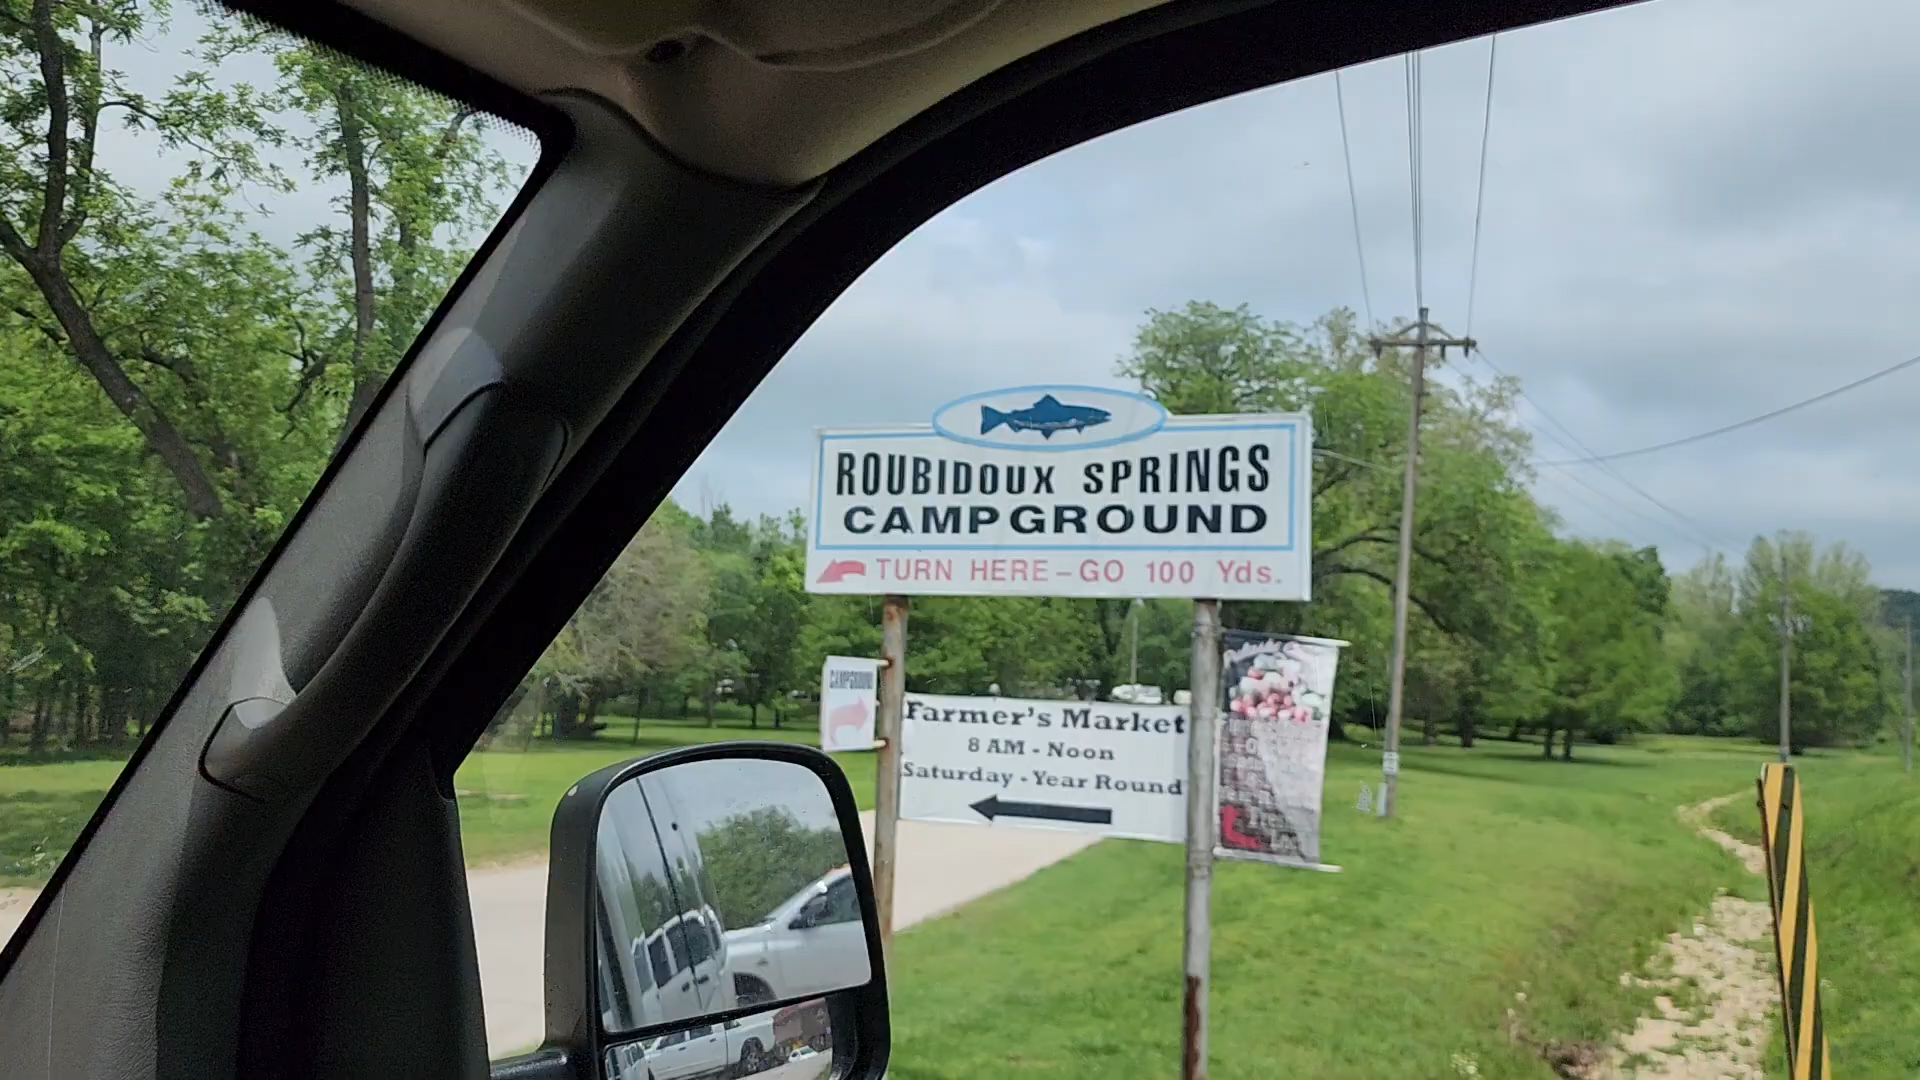 ROUBIDOUX SPRINGS
CAMPGROUND
TURN HERE - GO 100 Yds.
CAMPGROUND
Farmer's Market
8 AM - Noon
Saturday - Year Round